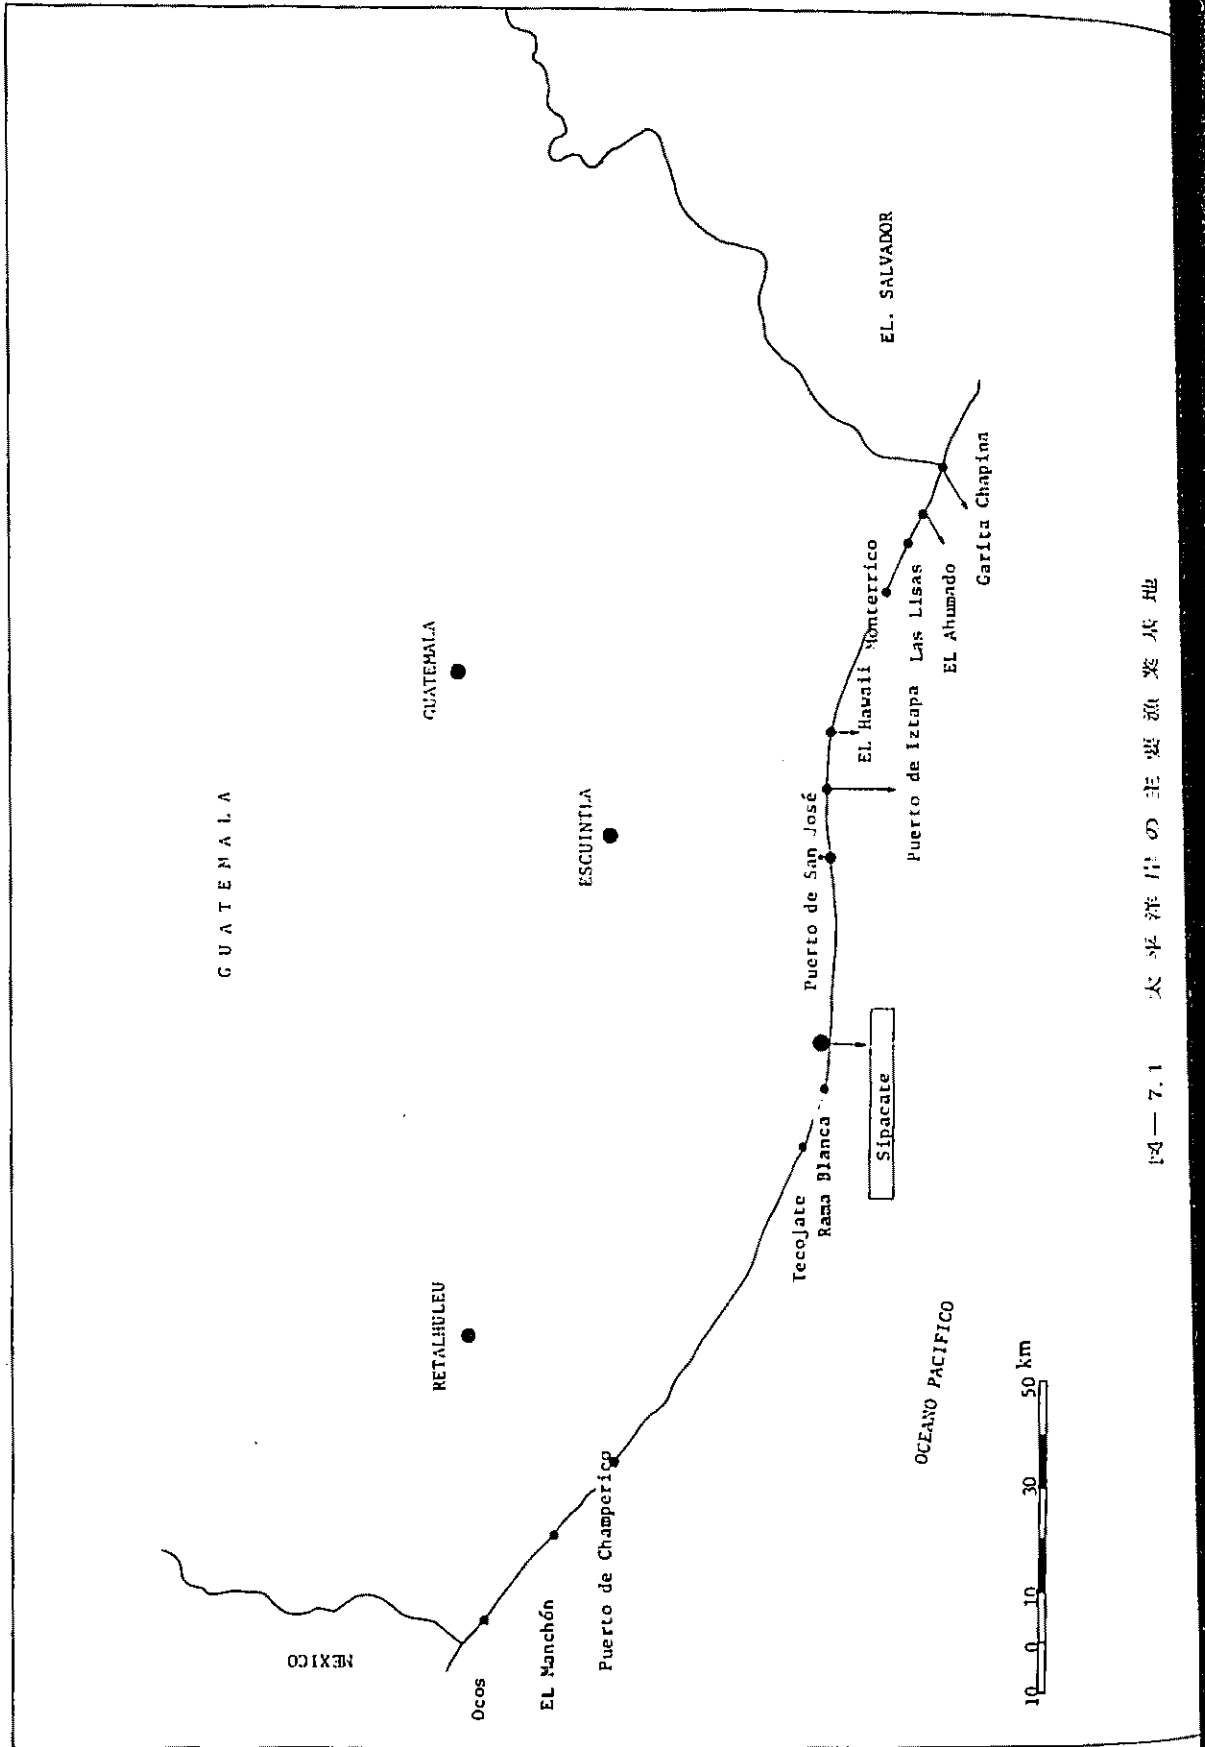 GUATEMALA
MEXICO
RETALHULEU
GUATEMALA
ESCUINTLA
EL. SALVADOR
Ocos
EL Manchón
Puerto de Champerico
Tecojate
Rama Blanca
Sipacate
Puerto de San José
Puerto de Iztapa
EL Hawaii
Monterrico
Las Lisas
EL Ahumado
Garita Chapina
OCEANO PACIFICO
10 0 10 30 50 km
図—7.1 太平洋岸の主要漁業基地